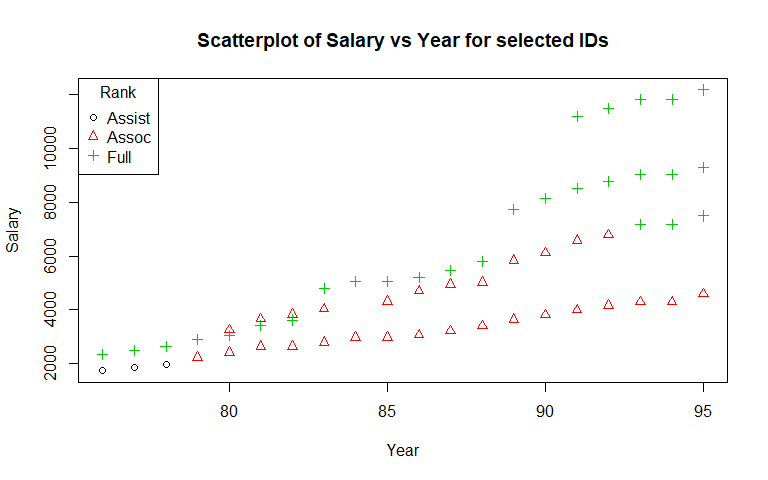 Scatterplot of Salary vs Year for selected IDs
Rank
Assist
Assoc
Full
Salary
10000
8000
6000
4000
2000
80
85
90
95
Year